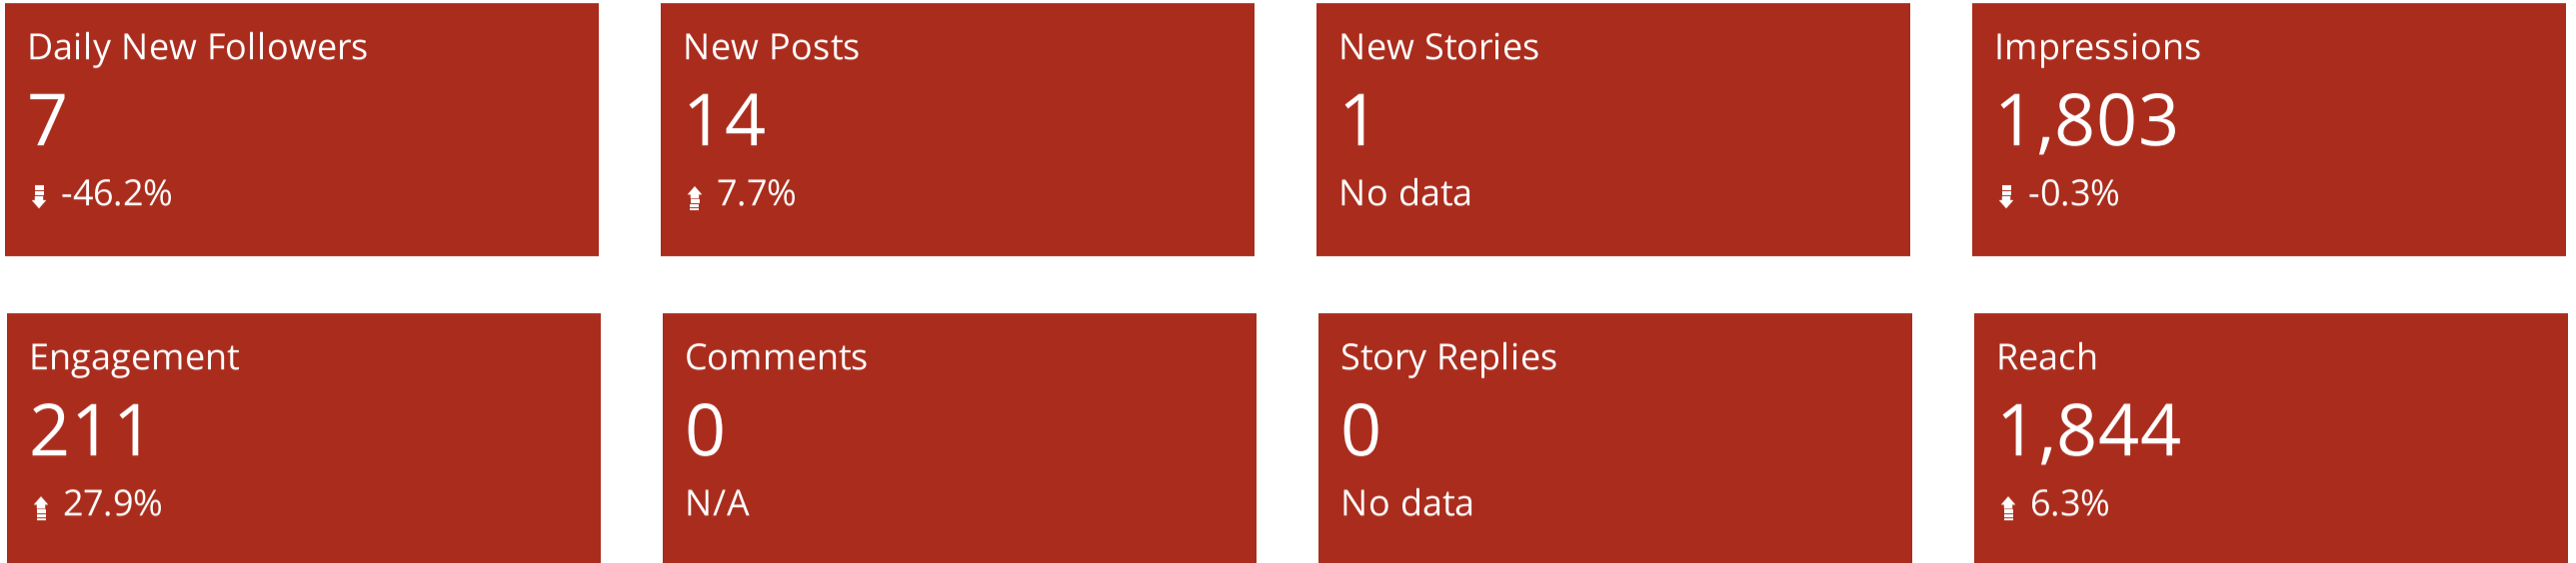 Daily New Followers
7
-46.2%
New Posts
14
7.7%
New Stories
1
No data
Impressions
1,803
-0.3%
Engagement
211
27.9%
Comments
0
N/A
Story Replies
0
No data
Reach
1,844
6.3%